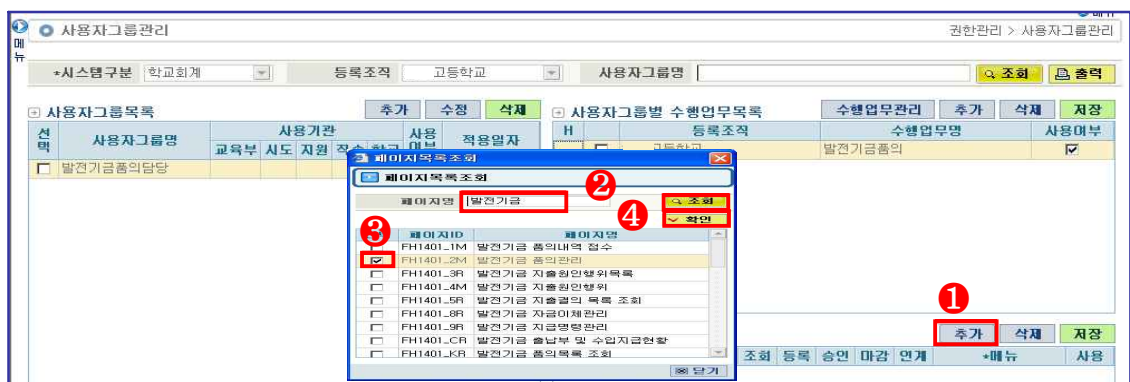 메뉴
사용자그룹관리
권한관리 > 사용자그룹관리
*시스템구분 학교회계 등록조직 고등학교 사용자그룹명 조회 출력
사용자그룹목록 추가 수정 삭제
사용자그룹별 수행업무목록 수행업무관리 추가 삭제 저장
선택 사용자그룹명 사용기관 사용여부 적용일자
교육부 시도 지원 직속 학교
H 등록조직 수행업무명 사용여부
발전기금품의담당
고등학교 발전기금품의
페이지목록조회
페이지목록조회
❷
페이지명 발전기금 조회
❹ 확인
❸
페이지ID 페이지명
FH1401_1M 발전기금 품의내역 접수
FH1401_2M 발전기금 품의관리
FH1401_3R 발전기금 지출원인행위목록
FH1401_4M 발전기금 지출원인행위
FH1401_5R 발전기금 지출결의 목록 조회
FH1401_8R 발전기금 자금이체관리
FH1401_9R 발전기금 지급명령관리
FH1401_CR 발전기금 출납부 및 수입지급현황
FH1401_KR 발전기금 품의목록 조회
닫기
❶
추가 삭제 저장
조회 등록 승인 마감 연계 *메뉴 사용